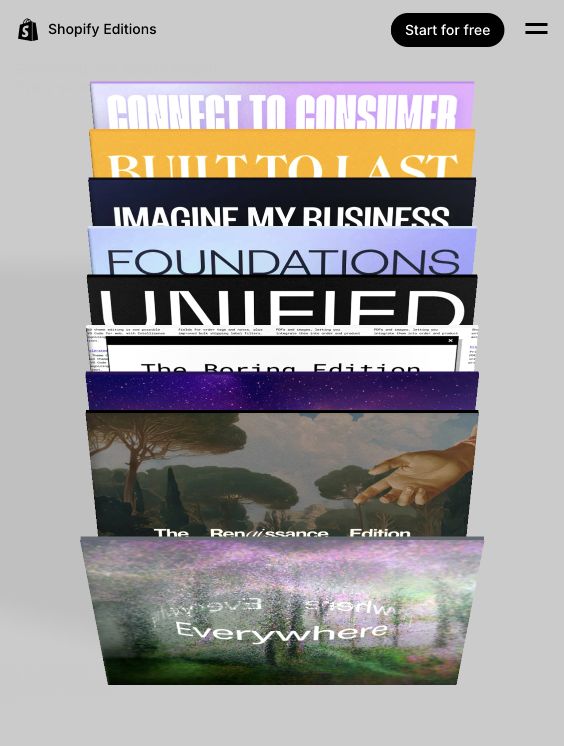 Shopify Editions
Start for free
CONNECT TO CONSUMER
BUILT TO LAST
IMAGINE MY BUSINESS
FOUNDATIONS
UNIFIED
The Boring Edition
The Renaissance Edition
Everywhere